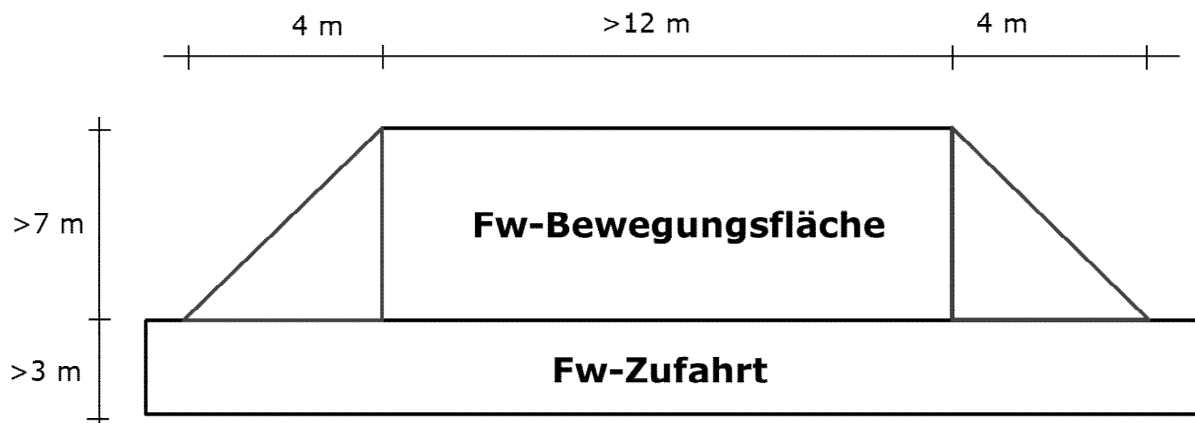 4 m
>12 m
4 m
>7 m
Fw-Bewegungsfläche
>3 m
Fw-Zufahrt